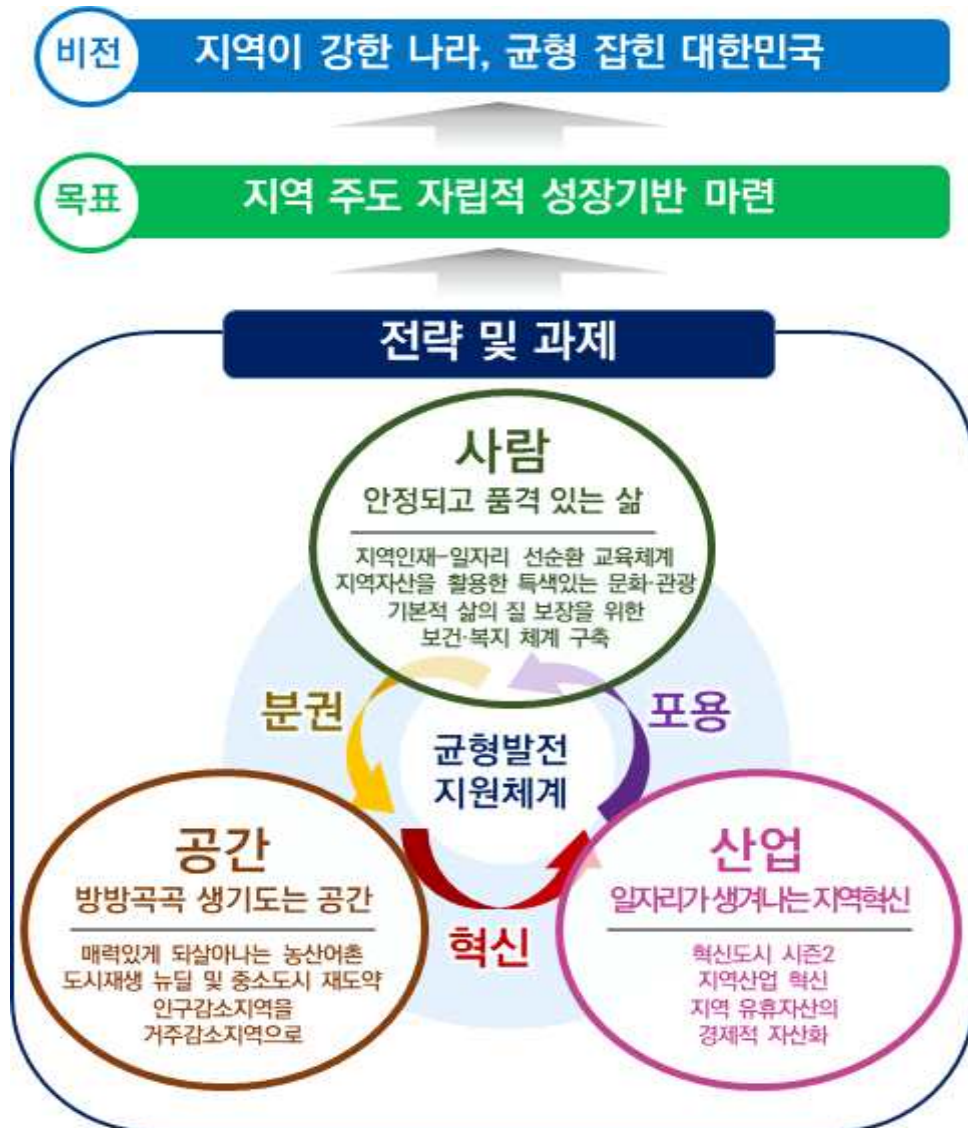 비전
지역이 강한 나라, 균형 잡힌 대한민국
목표
지역 주도 자립적 성장기반 마련
전략 및 과제
사람
안정되고 품격 있는 삶
지역인재-일자리 선순환 교육체계
지역자산을 활용한 특색있는 문화·관광
기본적 삶의 질 보장을 위한
보건·복지 체계 구축
분권
포용
균형발전
지원체계
혁신
공간
방방곡곡 생기도는 공간
매력있게 되살아나는 농산어촌
도시재생 뉴딜 및 중소도시 재도약
인구감소지역을
거주감소지역으로
산업
일자리가 생겨나는 지역혁신
혁신도시 시즌2
지역산업 혁신
지역 유휴자산의
경제적 자산화